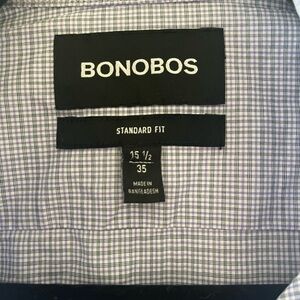 BONOBOS
STANDARD FIT
15 1/2
35
MADE IN
BANGLADESH